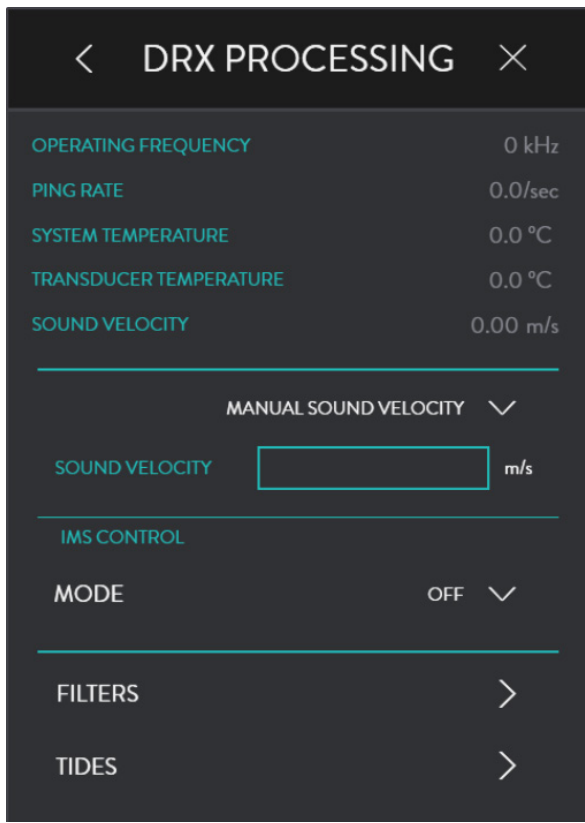 DRX PROCESSING
OPERATING FREQUENCY 0 kHz
PING RATE 0.0/sec
SYSTEM TEMPERATURE 0.0 °C
TRANSDUCER TEMPERATURE 0.0 °C
SOUND VELOCITY 0.00 m/s
MANUAL SOUND VELOCITY
SOUND VELOCITY m/s
IMS CONTROL
MODE OFF
FILTERS
TIDES